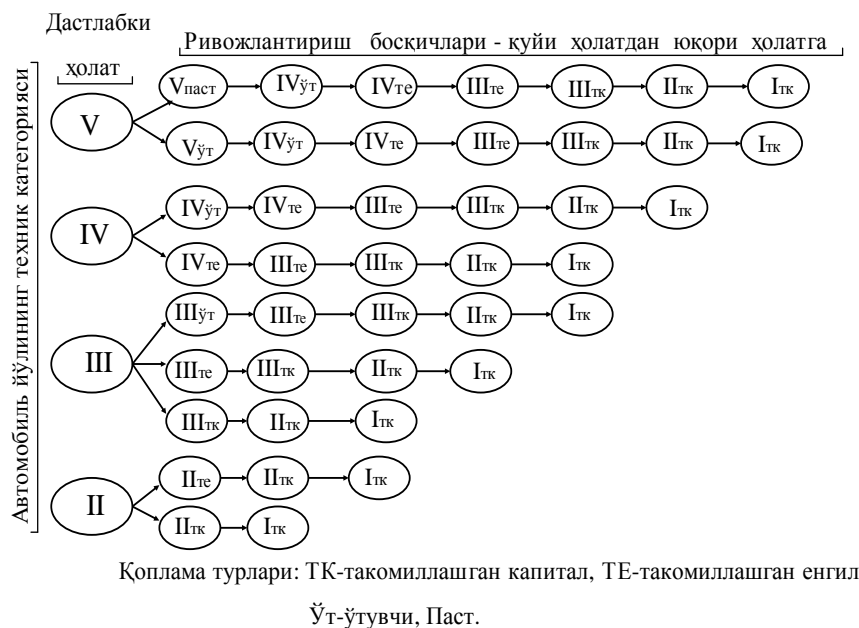 Дастлабки
ҳолат
Ривожлантириш босқичлари - қуйи ҳолатдан юқори ҳолатга
Автомобиль йўлининг техник категорияси
V
Vпаст IVўт IVте IIIте IIIтк IIтк Iтк
Vўт IVўт IVте IIIте IIIтк IIтк Iтк
IV
IVўт IVте IIIте IIIтк IIтк Iтк
IVте IIIте IIIтк IIтк Iтк
III
IIIўт IIIте IIIтк IIтк Iтк
IIIте IIIтк IIтк Iтк
IIIтк IIтк Iтк
II
IIте IIтк Iтк
IIтк Iтк
Қоплама турлари: ТК-такомиллашган капитал, ТЕ-такомиллашган енгил
Ўт-ўтувчи, Паст.